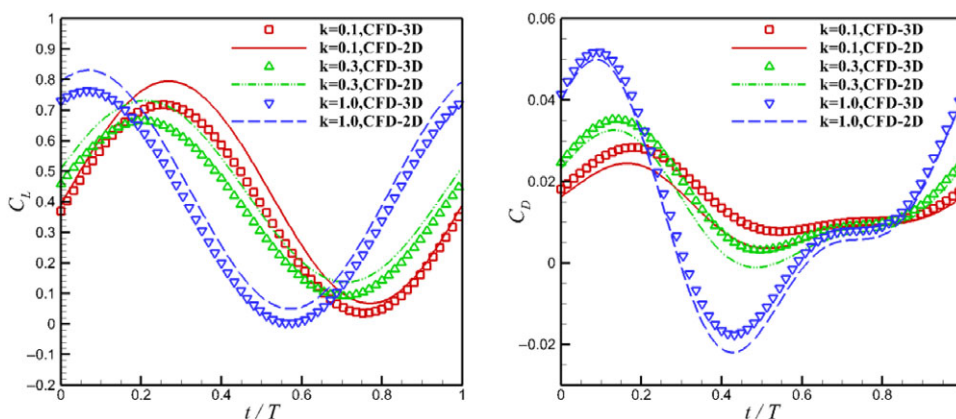 1
0.9
0.8
0.7
0.6
0.5
0.4
0.3
0.2
0.1
0
−0.1
−0.2
C_L
0
0.2
0.4
0.6
0.8
1
t / T
k=0.1,CFD-3D
k=0.1,CFD-2D
k=0.3,CFD-3D
k=0.3,CFD-2D
k=1.0,CFD-3D
k=1.0,CFD-2D
0.06
0.04
0.02
0
−0.02
C_D
0
0.2
0.4
0.6
0.8
t / T
k=0.1,CFD-3D
k=0.1,CFD-2D
k=0.3,CFD-3D
k=0.3,CFD-2D
k=1.0,CFD-3D
k=1.0,CFD-2D